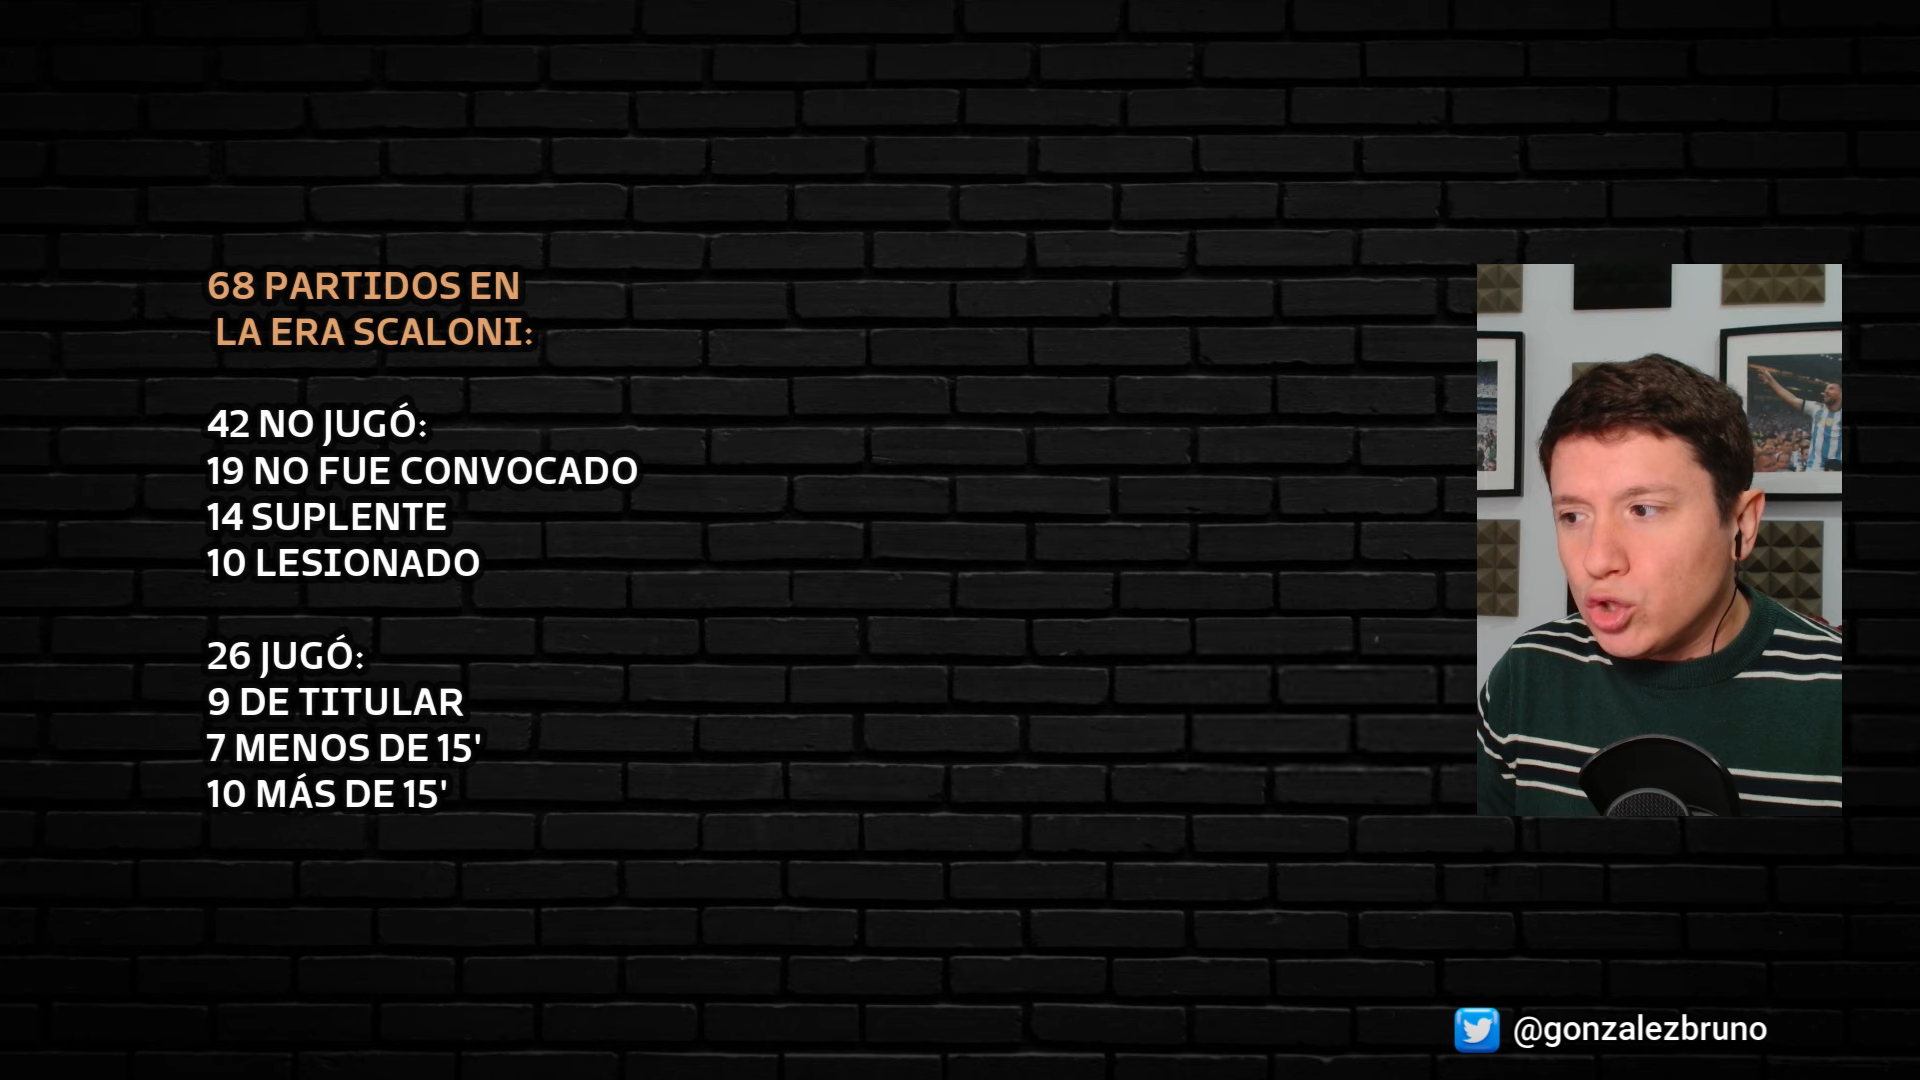 68 PARTIDOS EN
LA ERA SCALONI:
42 NO JUGÓ:
19 NO FUE CONVOCADO
14 SUPLENTE
10 LESIONADO
26 JUGÓ:
9 DE TITULAR
7 MENOS DE 15'
10 MÁS DE 15'
@gonzalezbruno